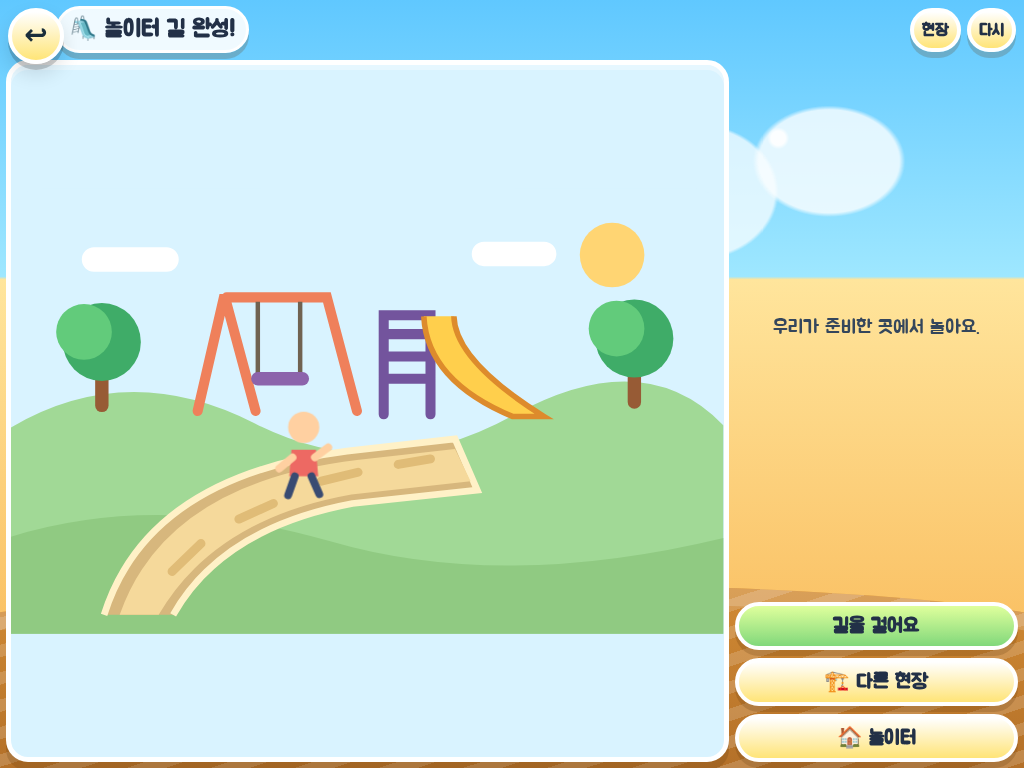 놀이터 길 완성!
현장
다시
우리가 준비한 곳에서 놀아요.
길을 걸어요
다른 현장
놀이터